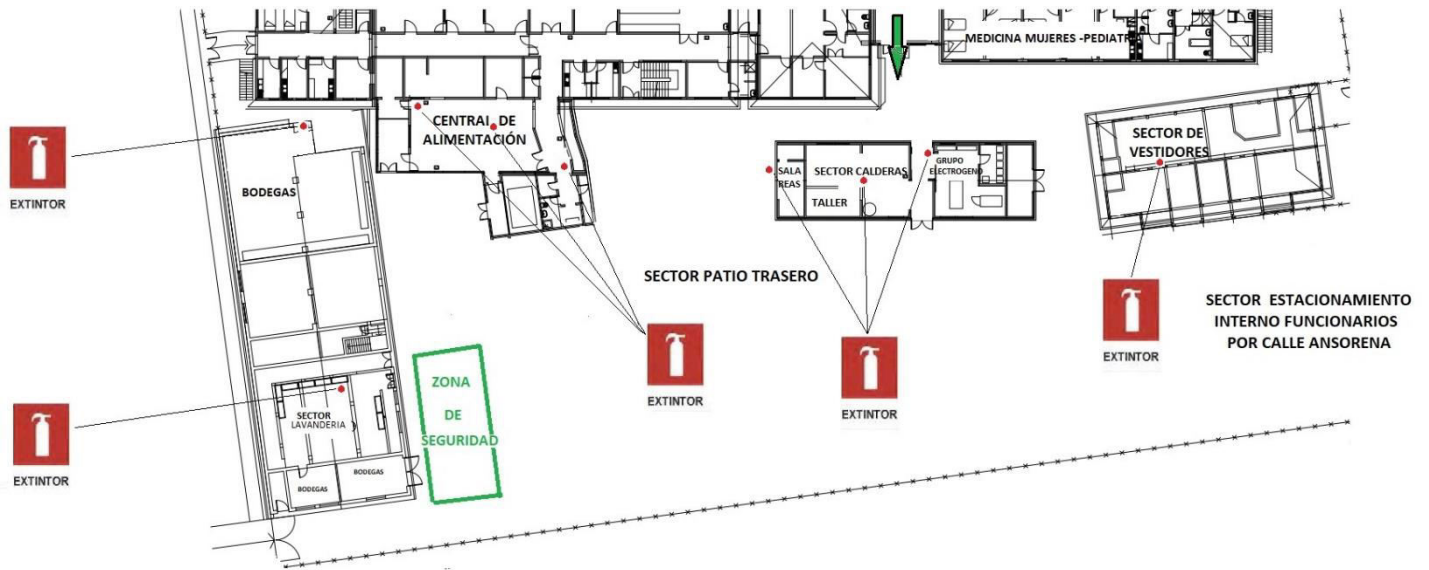 MEDICINA MUJERES -PEDIATR
CENTRAL DE
ALIMENTACIÓN
SECTOR DE
VESTIDORES
EXTINTOR
BODEGAS
SALA
REAS
SECTOR CALDERAS
TALLER
GRUPO
ELECTROGENO
SECTOR PATIO TRASERO
SECTOR ESTACIONAMIENTO
INTERNO FUNCIONARIOS
POR CALLE ANSORENA
EXTINTOR
EXTINTOR
EXTINTOR
ZONA
DE
SEGURIDAD
SECTOR
LAVANDERIA
BODEGAS
BODEGAS
EXTINTOR